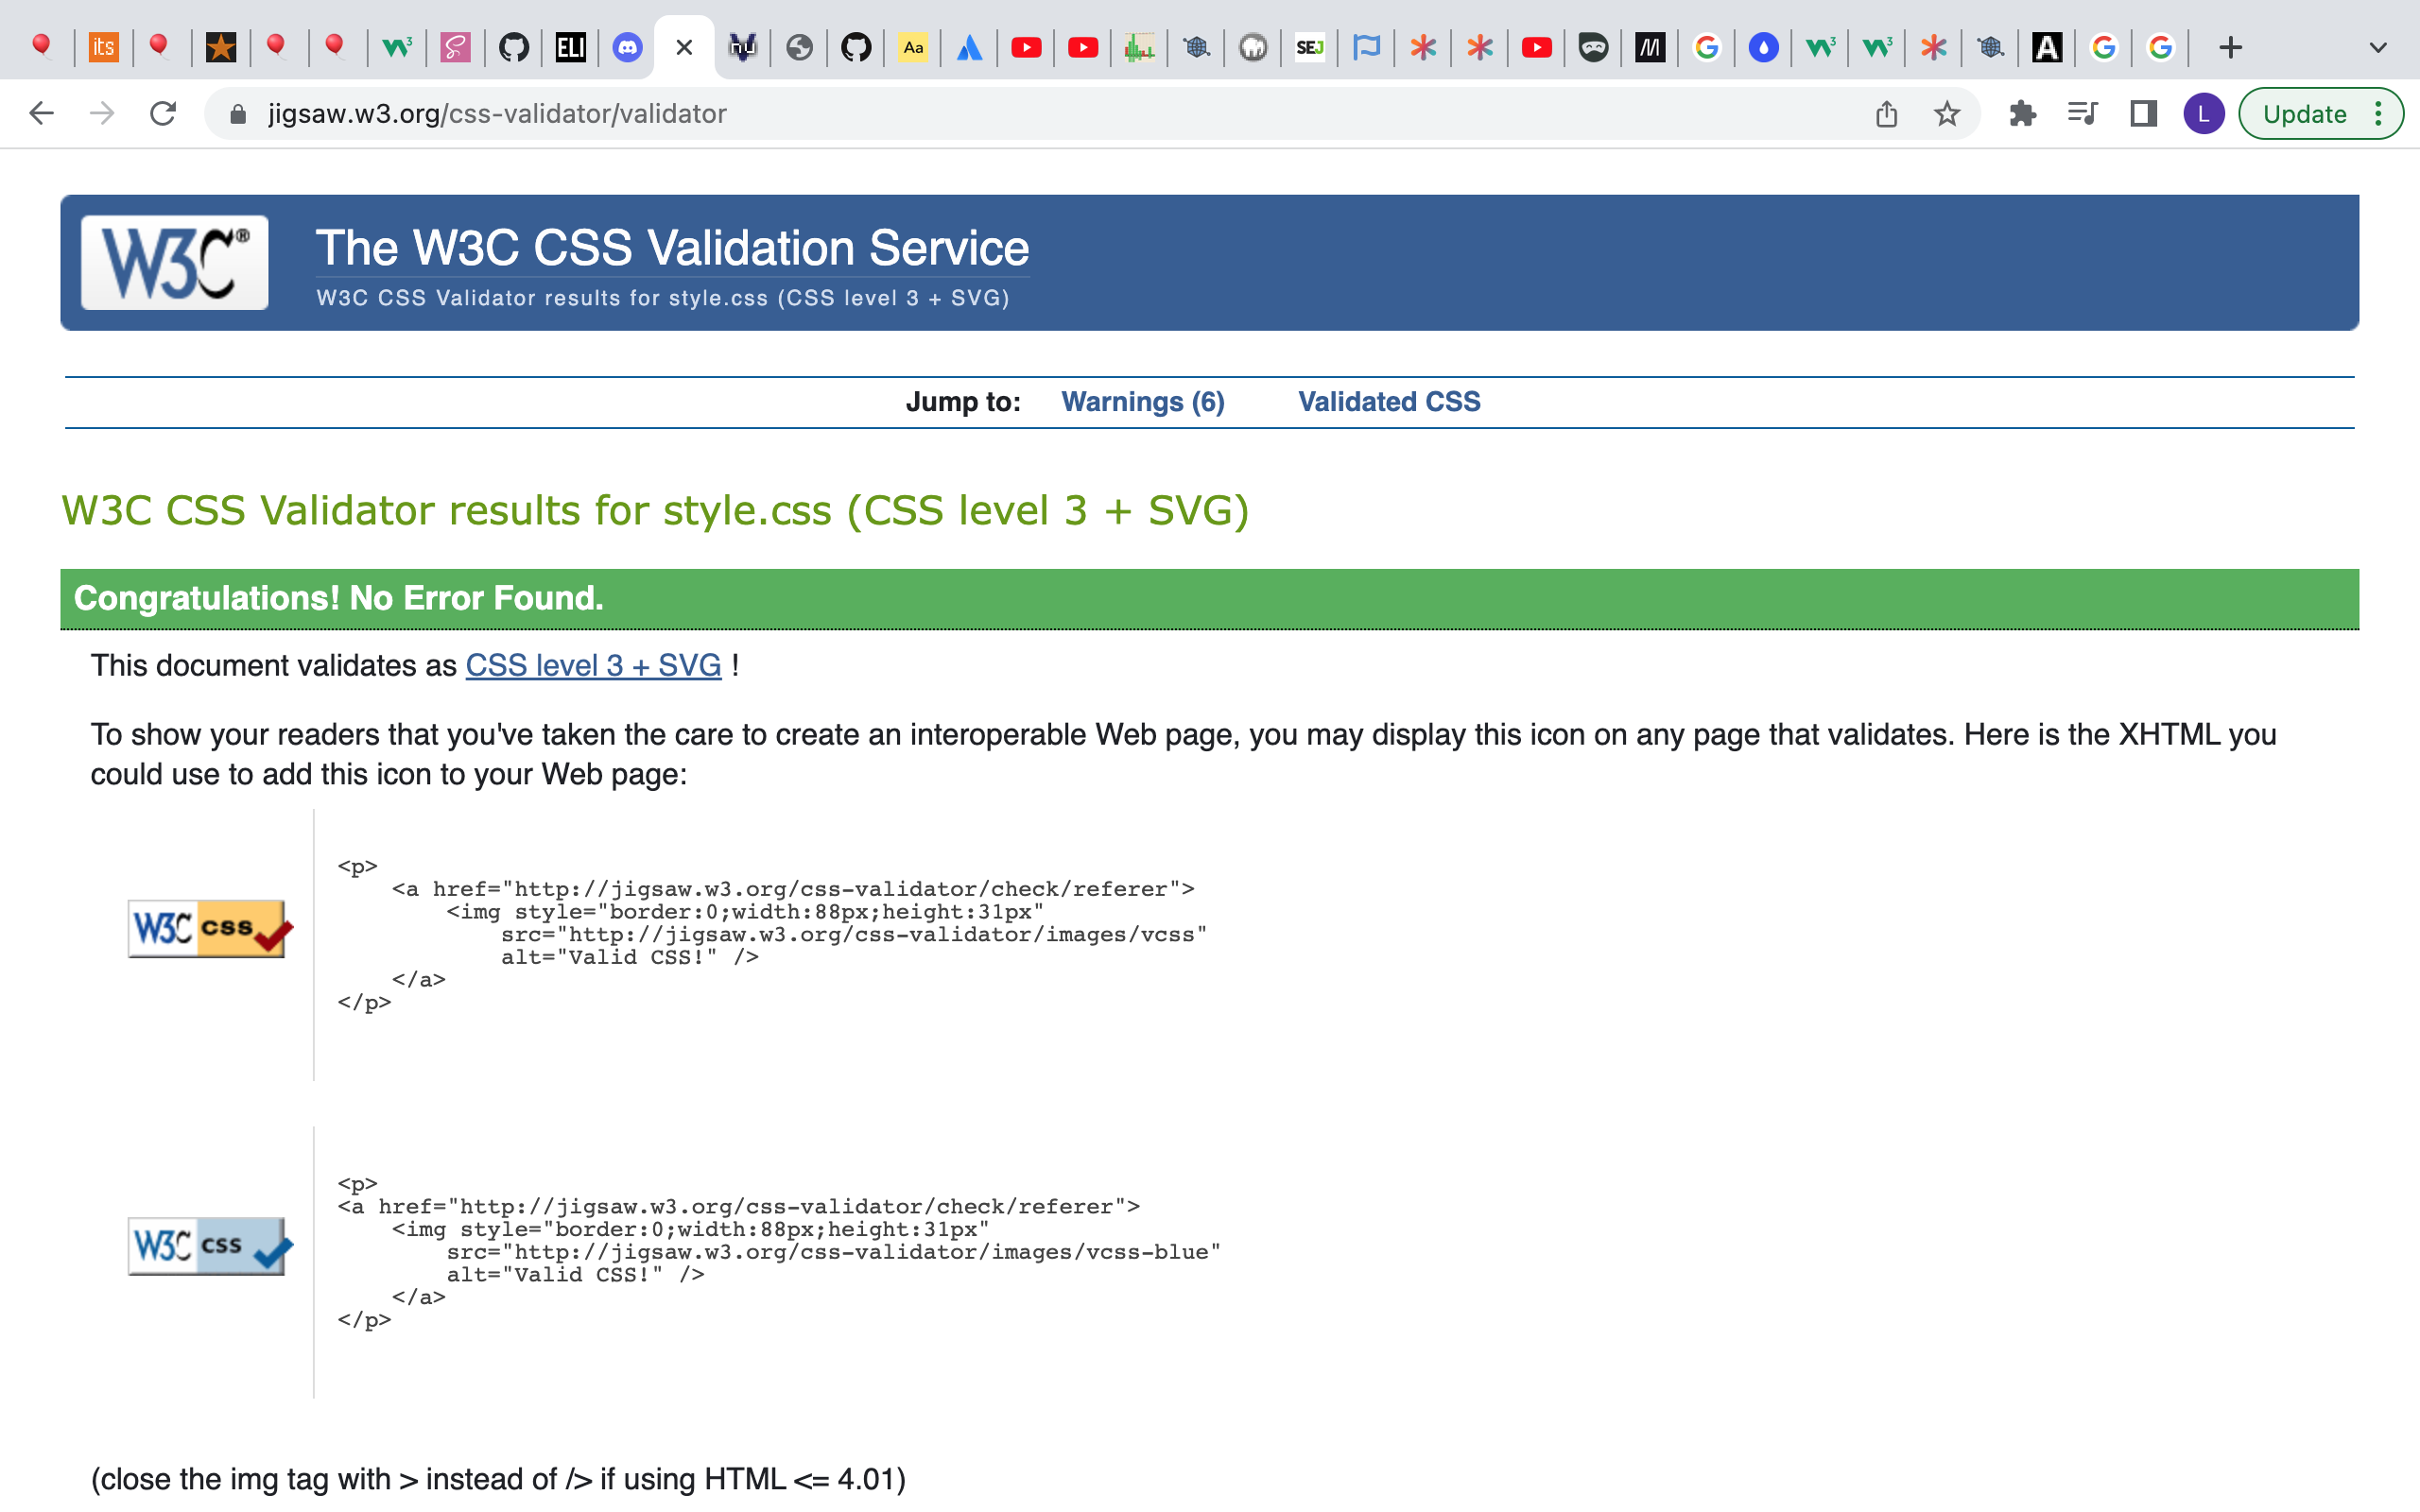 its
W3
ELI
nu
Aa
SEJ
M
W3
W3
A
jigsaw.w3.org/css-validator/validator
L
Update
W3C®
The W3C CSS Validation Service
W3C CSS Validator results for style.css (CSS level 3 + SVG)
Jump to: Warnings (6) Validated CSS
W3C CSS Validator results for style.css (CSS level 3 + SVG)
Congratulations! No Error Found.
This document validates as CSS level 3 + SVG !
To show your readers that you've taken the care to create an interoperable Web page, you may display this icon on any page that validates. Here is the XHTML you
could use to add this icon to your Web page:
W3C css
<p>
    <a href="http://jigsaw.w3.org/css-validator/check/referer">
        <img style="border:0;width:88px;height:31px"
            src="http://jigsaw.w3.org/css-validator/images/vcss"
            alt="Valid CSS!" />
    </a>
</p>
W3C css
<p>
<a href="http://jigsaw.w3.org/css-validator/check/referer">
    <img style="border:0;width:88px;height:31px"
        src="http://jigsaw.w3.org/css-validator/images/vcss-blue"
        alt="Valid CSS!" />
    </a>
</p>
(close the img tag with > instead of /> if using HTML <= 4.01)